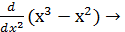 d/dx² (x³ − x²) →